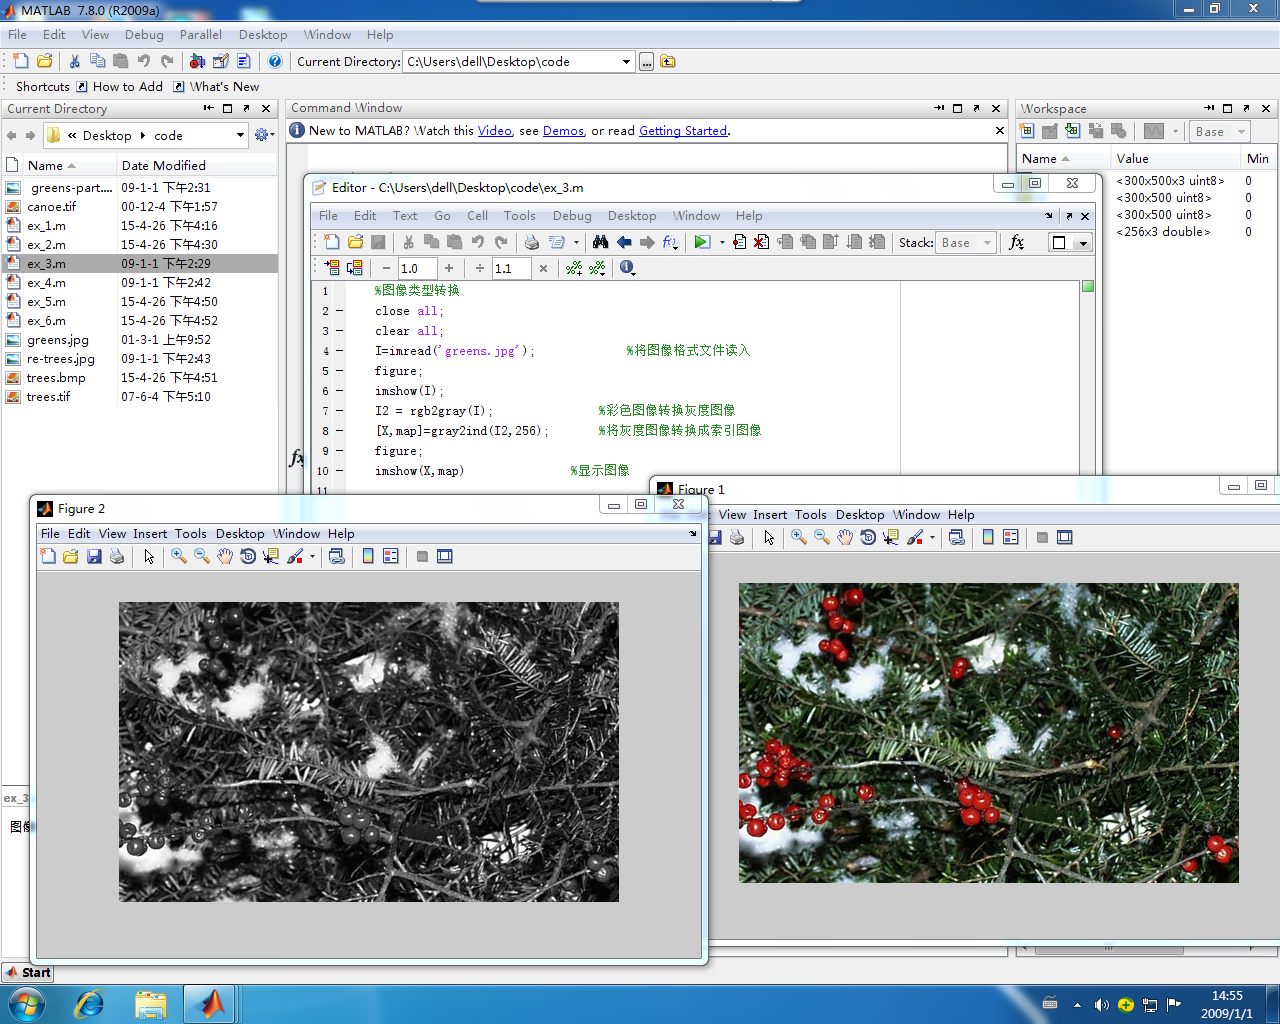 MATLAB 7.8.0 (R2009a)
File Edit View Debug Parallel Desktop Window Help
Current Directory: C:\Users\dell\Desktop\code
Shortcuts How to Add What's New
Current Directory
« Desktop code
Name Date Modified
greens-part.... 09-1-1 下午2:31
canoe.tif 00-12-4 下午1:57
ex_1.m 15-4-26 下午4:16
ex_2.m 15-4-26 下午4:30
ex_3.m 09-1-1 下午2:29
ex_4.m 09-1-1 下午2:42
ex_5.m 15-4-26 下午4:50
ex_6.m 15-4-26 下午4:52
greens.jpg 01-3-1 上午9:52
re-trees.jpg 09-1-1 下午2:43
trees.bmp 15-4-26 下午4:51
trees.tif 07-6-4 下午5:10
ex_3
图像
Command Window
New to MATLAB? Watch this Video, see Demos, or read Getting Started.
fx
Workspace
Base
Name Value Min
<300x500x3 uint8> 0
<300x500 uint8> 0
<300x500 uint8> 0
<256x3 double> 0
Editor - C:\Users\dell\Desktop\code\ex_3.m
File Edit Text Go Cell Tools Debug Desktop Window Help
Stack: Base fx
− 1.0 + ÷ 1.1 ×
1 %图像类型转换
2 − close all;
3 − clear all;
4 − I=imread('greens.jpg'); %将图像格式文件读入
5 − figure;
6 − imshow(I);
7 − I2 = rgb2gray(I); %彩色图像转换灰度图像
8 − [X,map]=gray2ind(I2,256); %将灰度图像转换成索引图像
9 − figure;
10 − imshow(X,map) %显示图像
11
Figure 2
File Edit View Insert Tools Desktop Window Help
Figure 1
View Insert Tools Desktop Window Help
Start
14:55
2009/1/1